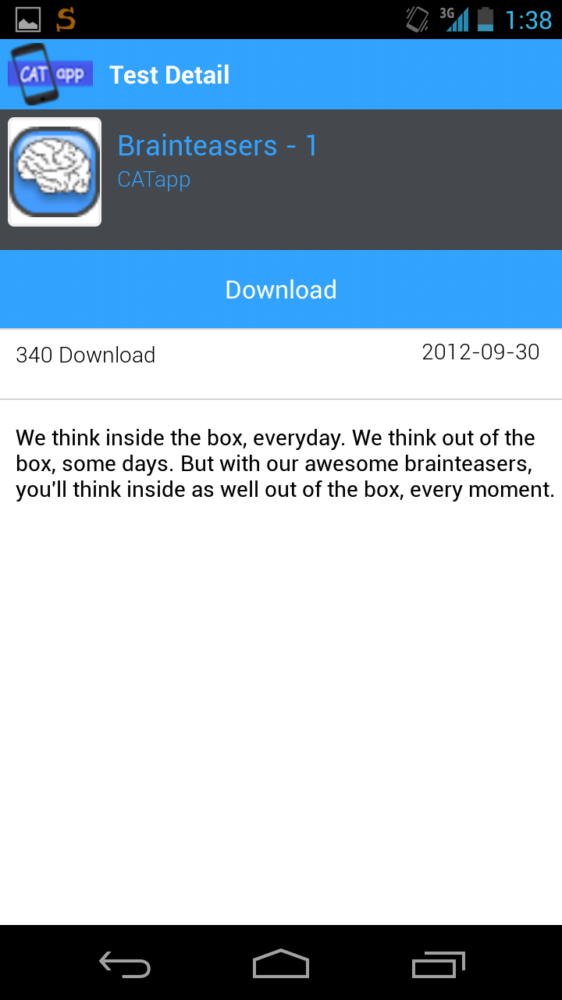 3G 1:38
CAT app Test Detail
Brainteasers - 1
CATapp
Download
340 Download 2012-09-30
We think inside the box, everyday. We think out of the
box, some days. But with our awesome brainteasers,
you'll think inside as well out of the box, every moment.